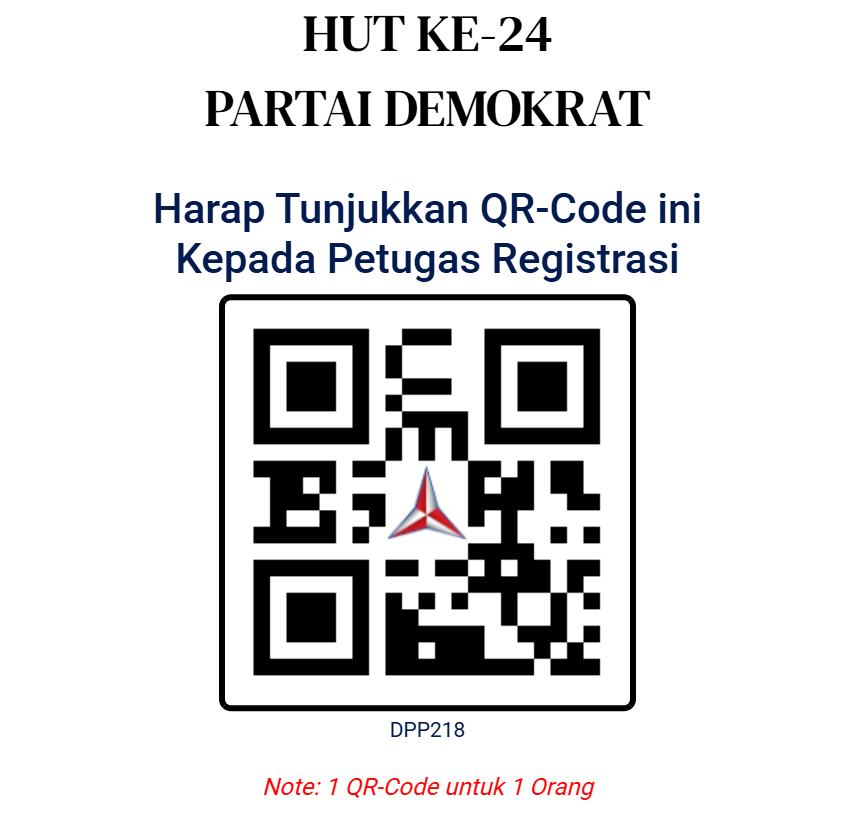 HUT KE-24
PARTAI DEMOKRAT
Harap Tunjukkan QR-Code ini
Kepada Petugas Registrasi
DPP218
Note: 1 QR-Code untuk 1 Orang